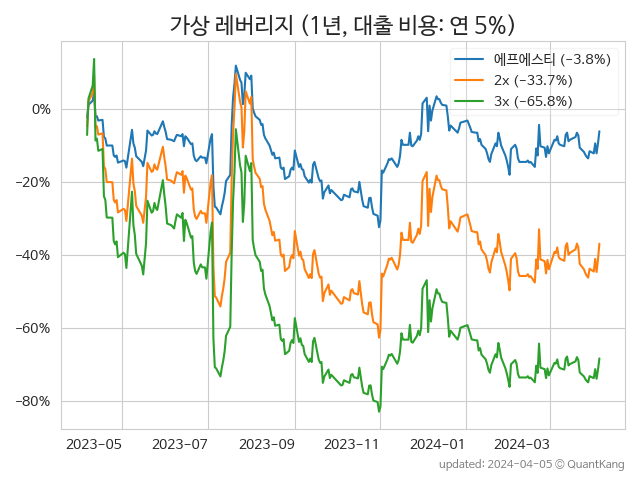 가상 레버리지 (1년, 대출 비용: 연 5%)
에프에스티 (−3.8%)
2x (−33.7%)
3x (−65.8%)
0%
−20%
−40%
−60%
−80%
2023-05 2023-07 2023-09 2023-11 2024-01 2024-03
updated: 2024-04-05 © QuantKang